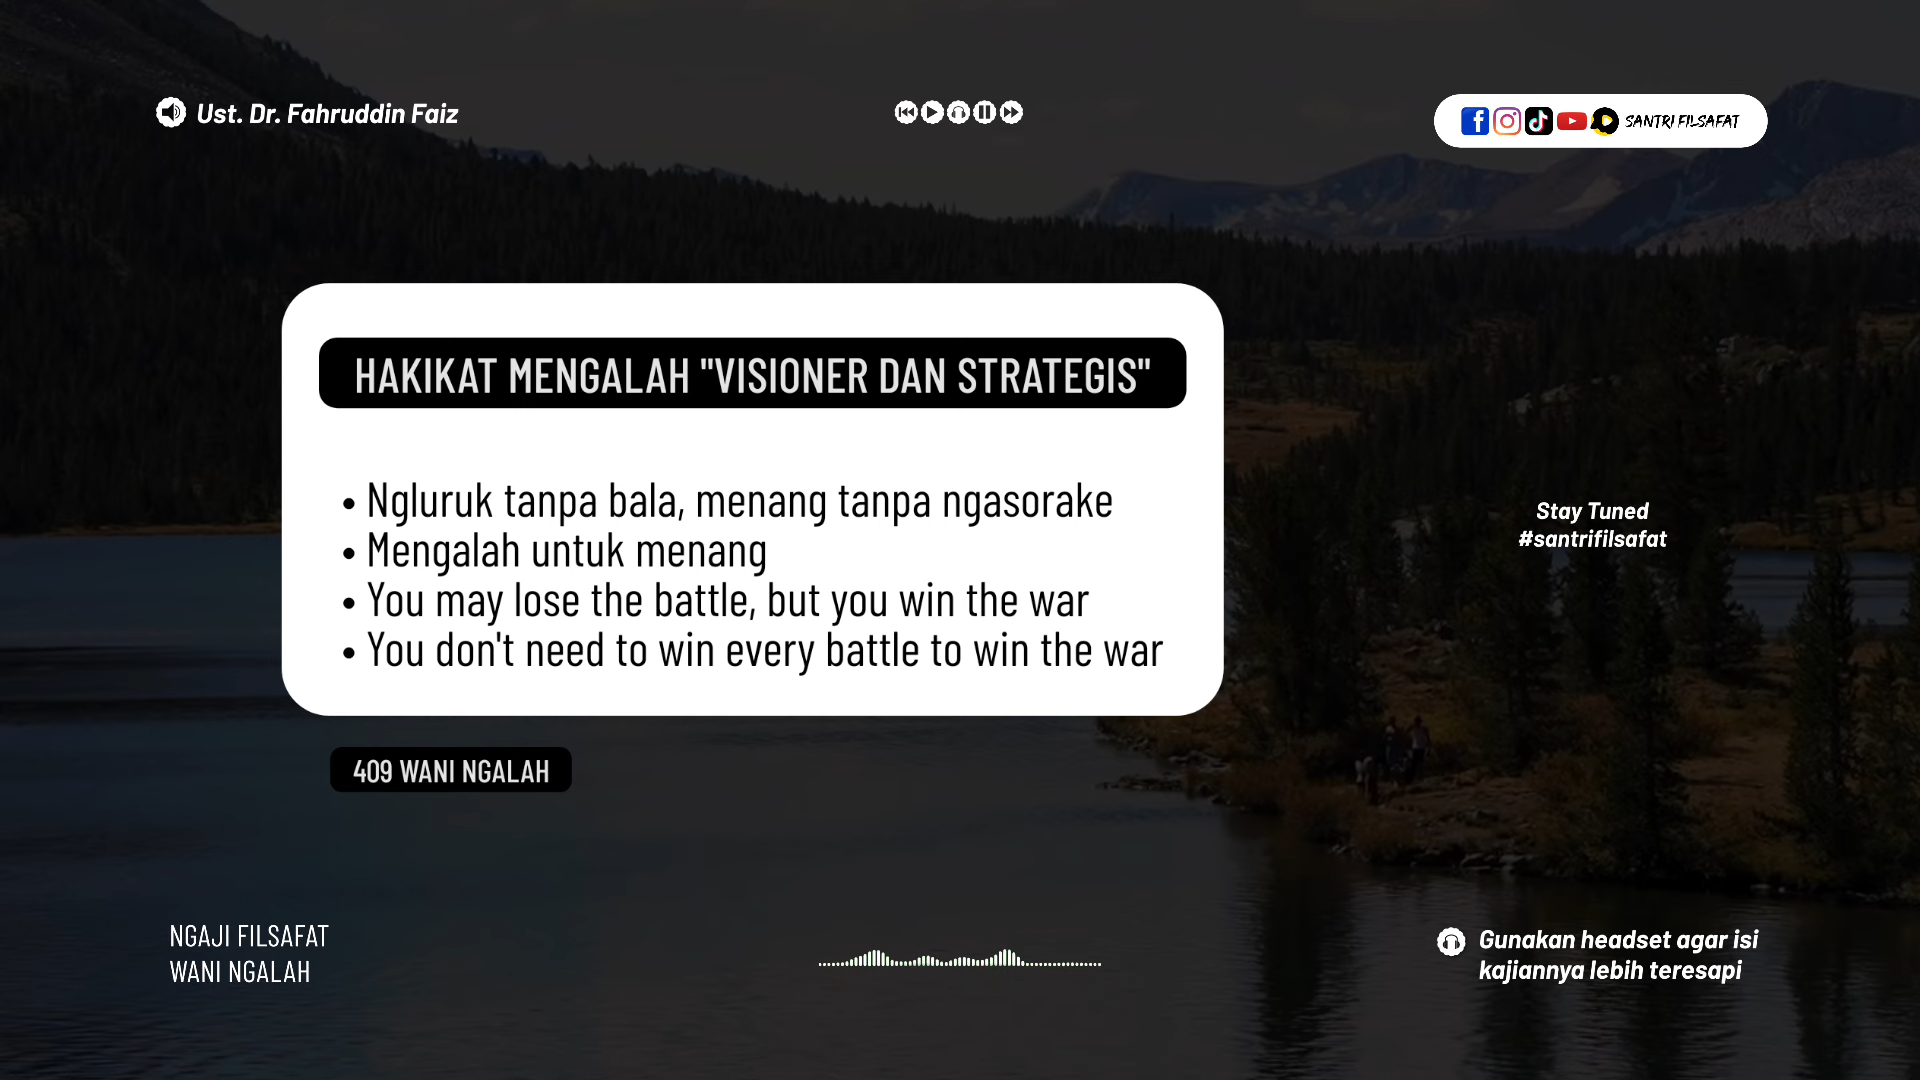 Ust. Dr. Fahruddin Faiz
SANTRI FILSAFAT
HAKIKAT MENGALAH "VISIONER DAN STRATEGIS"
• Ngluruk tanpa bala, menang tanpa ngasorake
• Mengalah untuk menang
• You may lose the battle, but you win the war
• You don't need to win every battle to win the war
Stay Tuned
#santrifilsafat
409 WANI NGALAH
NGAJI FILSAFAT
WANI NGALAH
Gunakan headset agar isi
kajiannya lebih teresapi